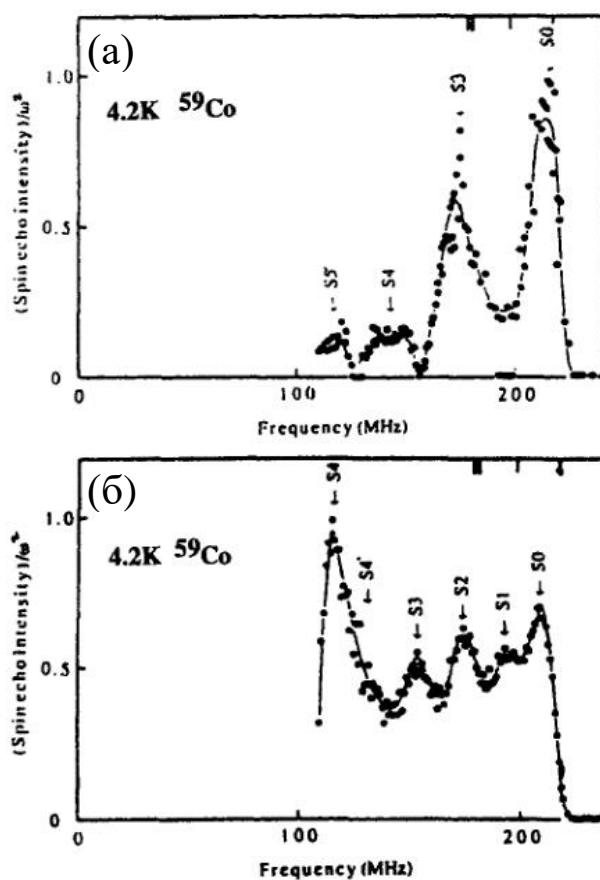 (а)
4.2K ⁵⁹Co
S0
S3
S4
S5
(Spin echo intensity)/ω²
1.0
0.5
0
0
100
200
Frequency (MHz)
(б)
4.2K ⁵⁹Co
S4
S4'
S3
S2
S1
S0
(Spin echo intensity)/ω²
1.0
0.5
0
0
100
200
Frequency (MHz)